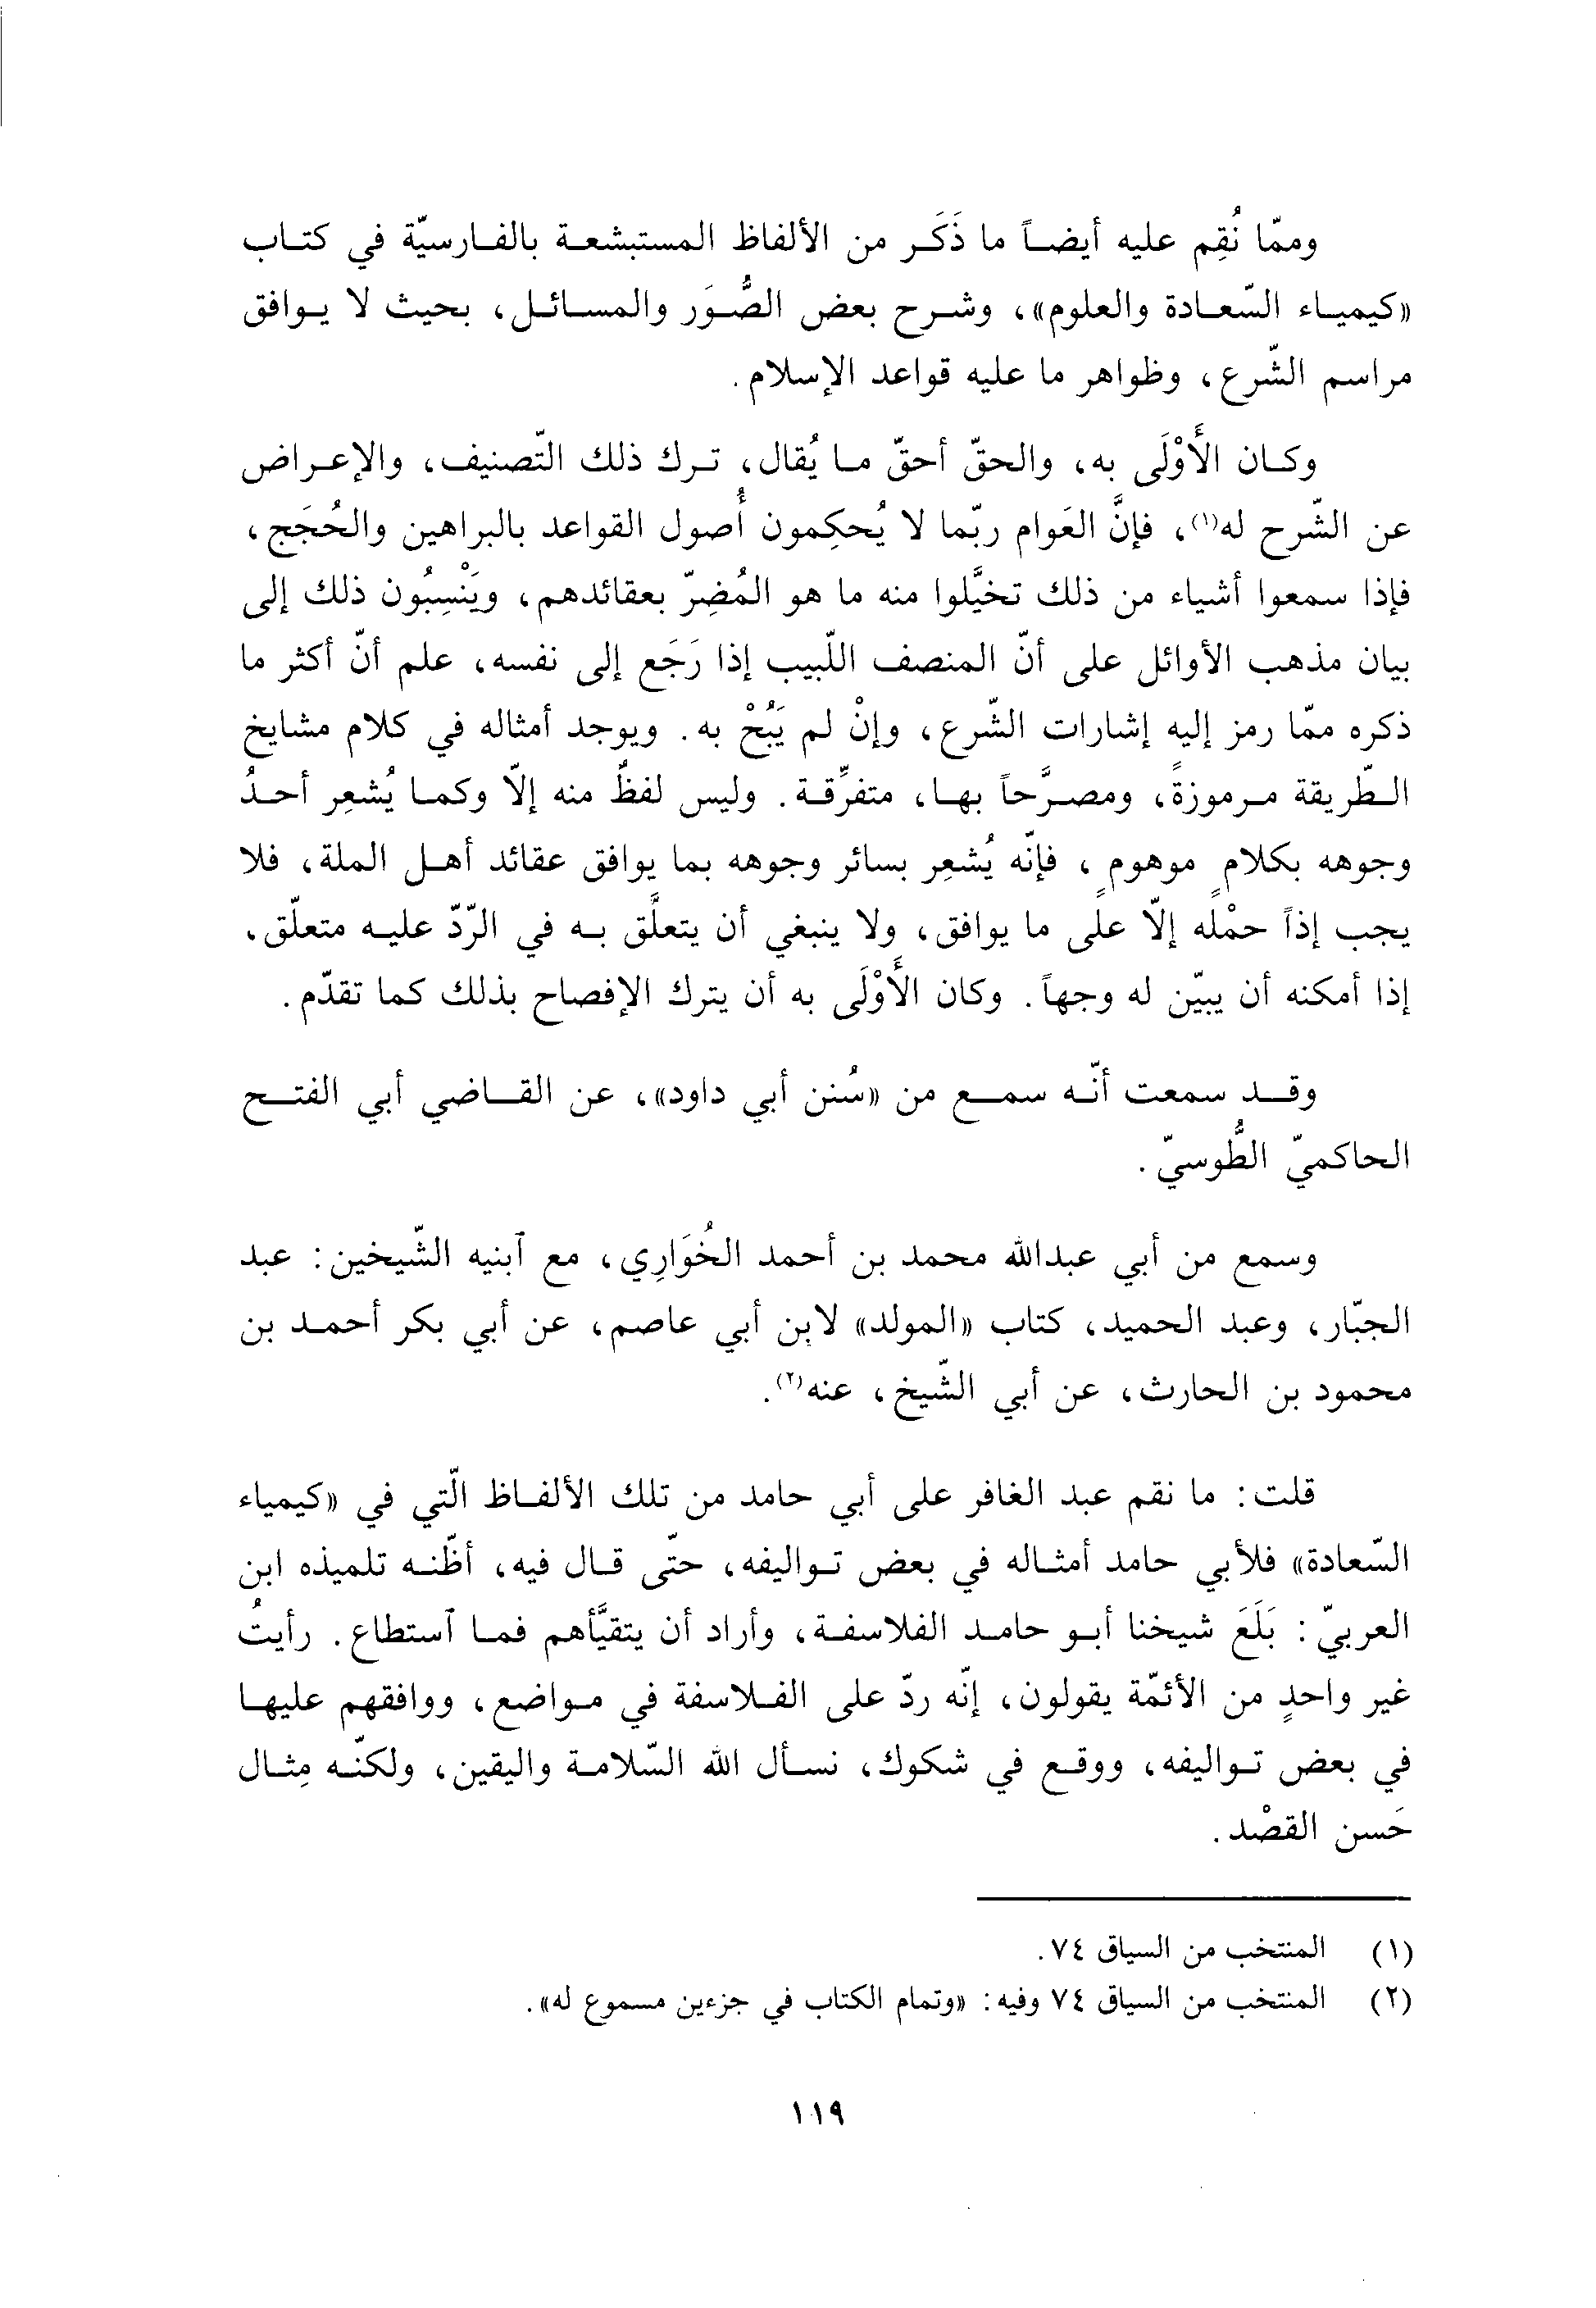 وممّا نُقِم عليه أيضاً ما ذَكَر من الألفاظ المستبشعة بالفارسيّة في كتاب
«كيمياء السّعادة والعلوم»، وشرح بعض الصُّوَر والمسائل، بحيث لا يوافق
مراسم الشّرع، وظواهر ما عليه قواعد الإسلام.
وكان الأَوْلَى به، والحقّ أحقّ ما يُقال، ترك ذلك التّصنيف، والإعراض
عن الشّرح له(١)، فإنَّ العَوام ربّما لا يُحكِمون أُصول القواعد بالبراهين والحُجَج،
فإذا سمعوا أشياء من ذلك تخيَّلوا منه ما هو المُضِرّ بعقائدهم، ويَنْسِبُون ذلك إلى
بيان مذهب الأوائل على أنّ المنصف اللّبيب إذا رَجَع إلى نفسه، علم أنّ أكثر ما
ذكره ممّا رمز إليه إشارات الشّرع، وإنْ لم يَبُحْ به. ويوجد أمثاله في كلام مشايخ
الطّريقة مرموزةً، ومصرَّحاً بها، متفرِّقة. وليس لفظٌ منه إلّا وكما يُشعِر أحدُ
وجوهه بكلامٍ موهومٍ، فإنّه يُشعِر بسائر وجوهه بما يوافق عقائد أهل الملة، فلا
يجب إذاً حمْله إلّا على ما يوافق، ولا ينبغي أن يتعلَّق به في الرّدّ عليه متعلّق،
إذا أمكنه أن يبيّن له وجهاً. وكان الأَوْلَى به أن يترك الإفصاح بذلك كما تقدّم.
وقد سمعت أنّه سمع من «سُنن أبي داود»، عن القاضي أبي الفتح
الحاكميّ الطُّوسيّ.
وسمع من أبي عبدالله محمد بن أحمد الخُوَارِي، مع ٱبنيه الشّيخين: عبد
الجبّار، وعبد الحميد، كتاب «المولد» لابن أبي عاصم، عن أبي بكر أحمد بن
محمود بن الحارث، عن أبي الشّيخ، عنه(٢).
قلت: ما نقم عبد الغافر على أبي حامد من تلك الألفاظ الّتي في «كيمياء
السّعادة» فلأبي حامد أمثاله في بعض تواليفه، حتّى قال فيه، أظّنه تلميذه ابن
العربيّ: بَلَعَ شيخنا أبو حامد الفلاسفة، وأراد أن يتقيَّأهم فما ٱستطاع. رأيتُ
غير واحدٍ من الأئمّة يقولون، إنّه ردّ على الفلاسفة في مواضع، ووافقهم عليها
في بعض تواليفه، ووقع في شكوك، نسأل الله السّلامة واليقين، ولكنّه مِثال
حَسن القصْد.
(١) المنتخب من السياق ٧٤.
(٢) المنتخب من السياق ٧٤ وفيه: «وتمام الكتاب في جزءين مسموع له».
١١٩